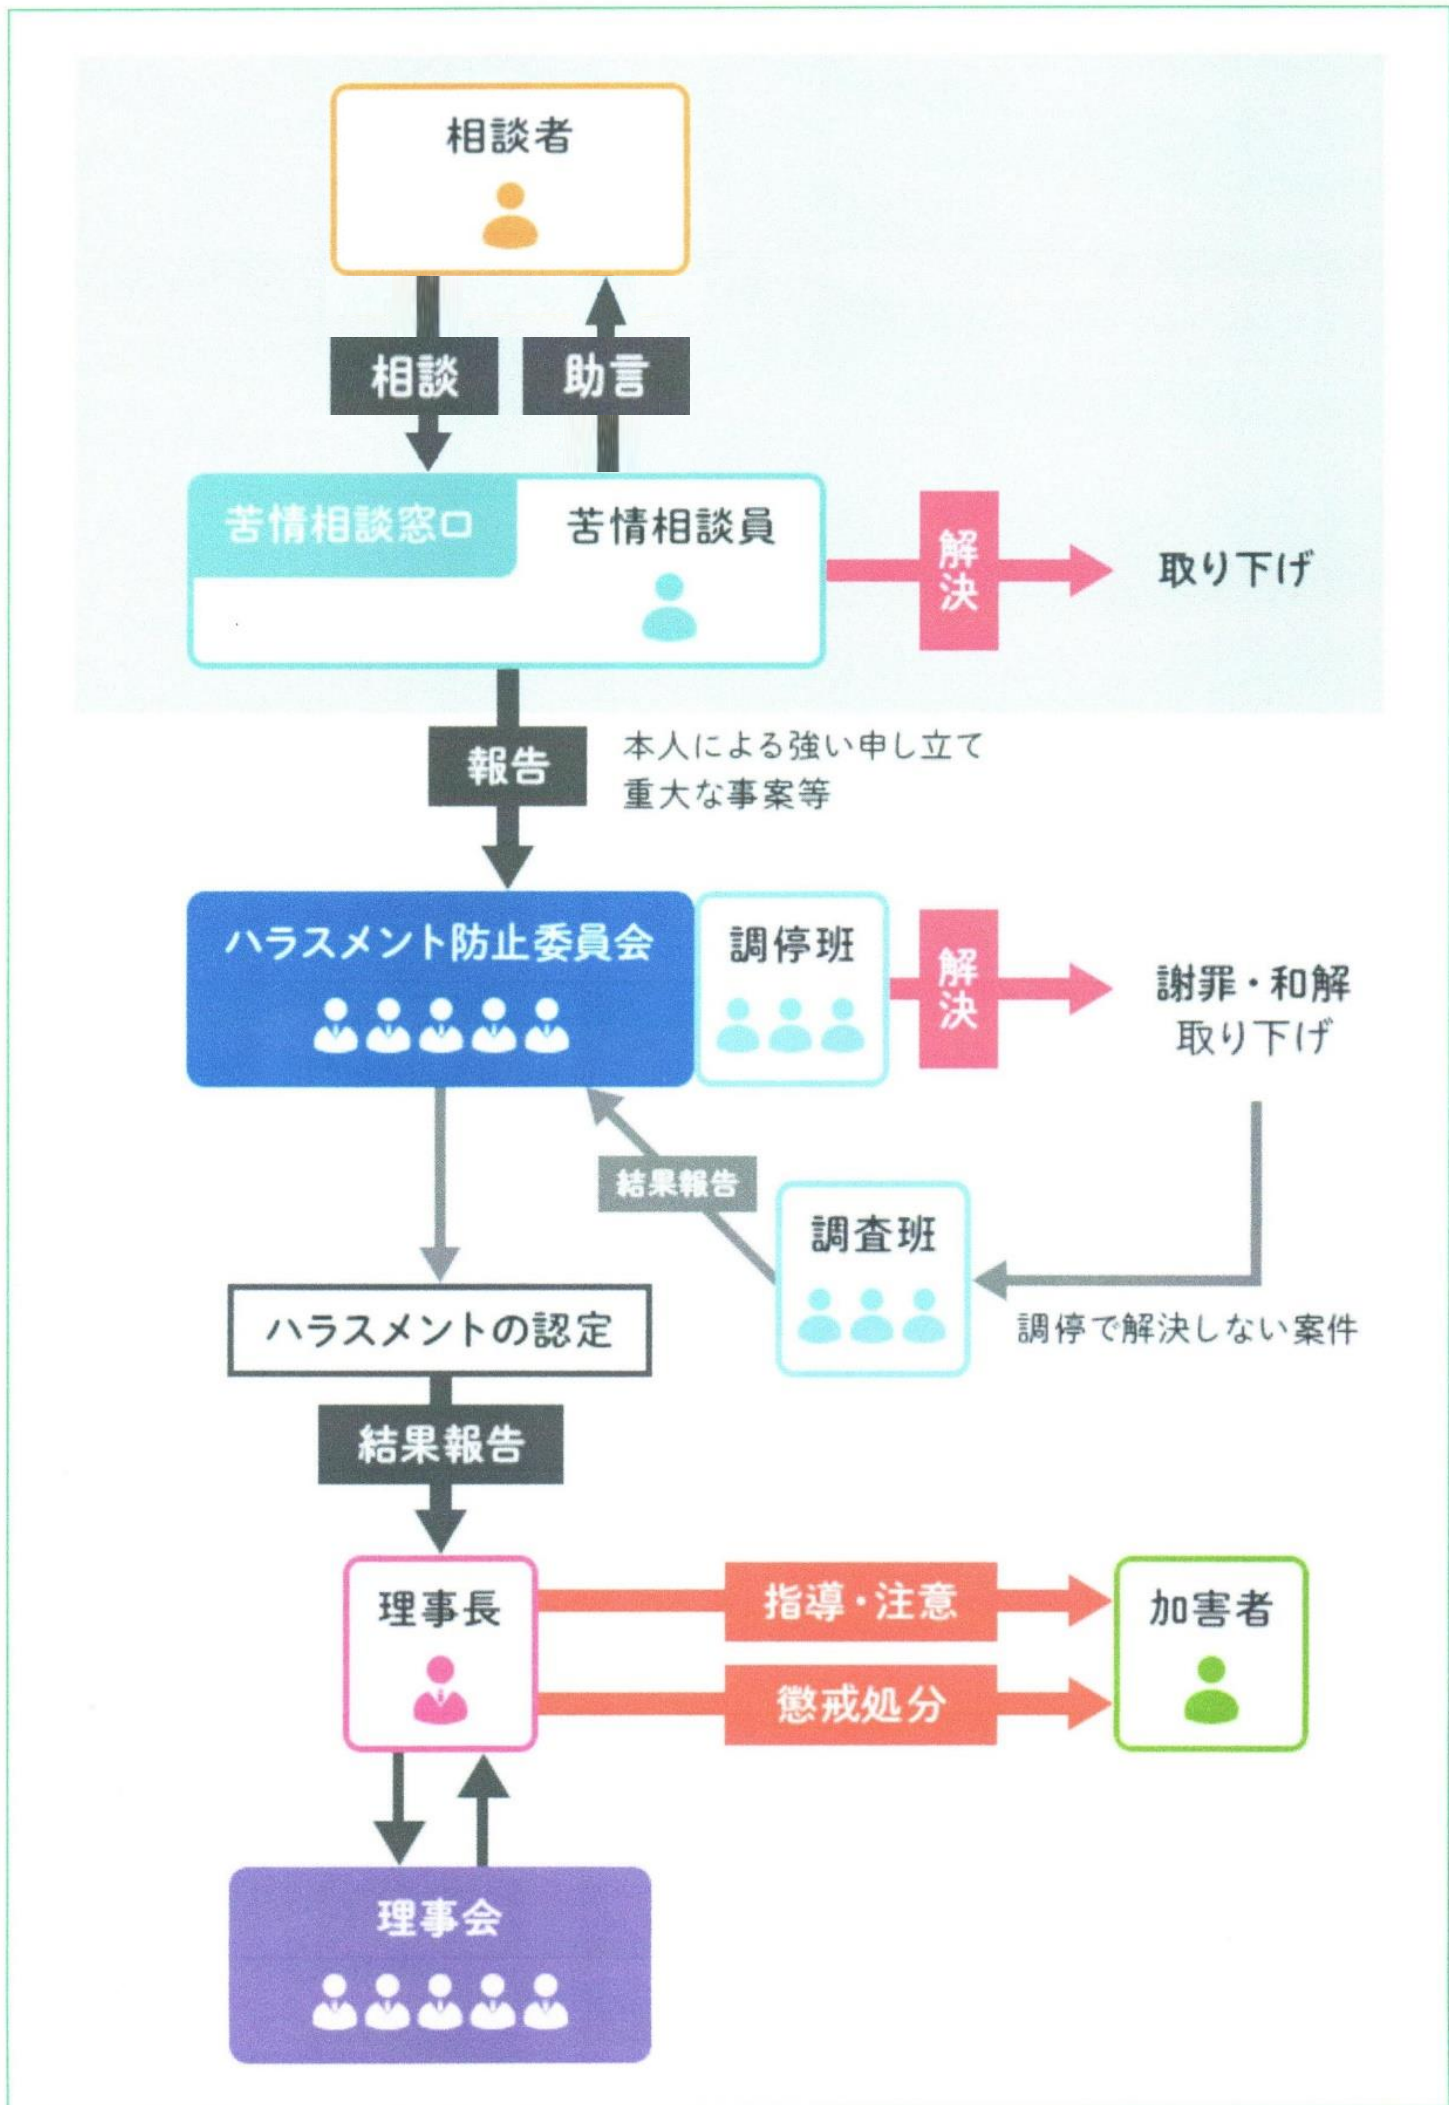 相談者
相談
助言
苦情相談窓口
苦情相談員
解決
取り下げ
報告
本人による強い申し立て
重大な事案等
ハラスメント防止委員会
調停班
解決
謝罪・和解
取り下げ
結果報告
調査班
調停で解決しない案件
ハラスメントの認定
結果報告
理事長
指導・注意
懲戒処分
加害者
理事会